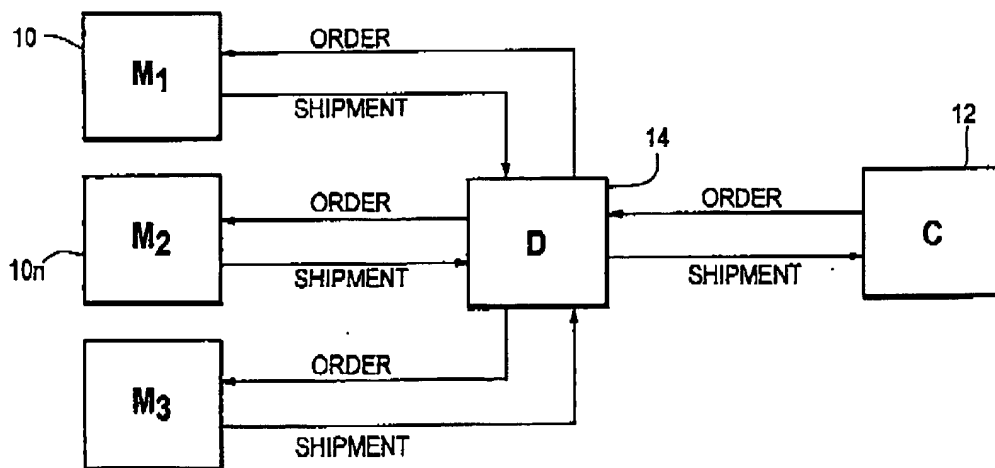 10
M1
ORDER
SHIPMENT
14
12
M2
10n
ORDER
SHIPMENT
D
ORDER
SHIPMENT
C
M3
ORDER
SHIPMENT